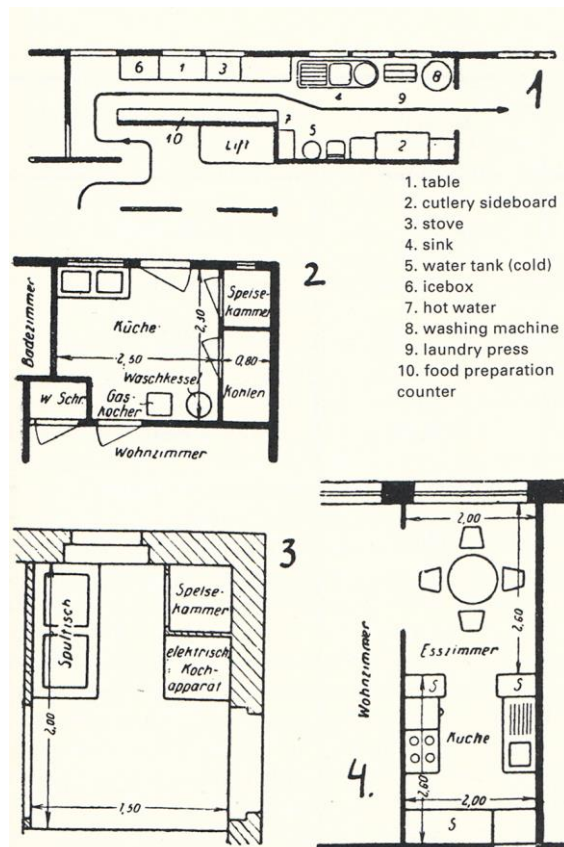 1
6 1 3 4 9 8
7
10 Lift 5 2
1. table
2. cutlery sideboard
3. stove
4. sink
5. water tank (cold)
6. icebox
7. hot water
8. washing machine
9. laundry press
10. food preparation
counter
2
Badezimmer
Küche
Speise-
kammer
2,30
2,50
0,80
Waschkessel
Gas-
kocher
W Schr.
Kohlen
Wohnzimmer
3
Spültisch
Speise-
kammer
elektrisch.
Koch-
apparat
2,00
1,50
4.
2,00
2,60
Wohnzimmer
Esszimmer
S S
Küche
2,60
2,00
S